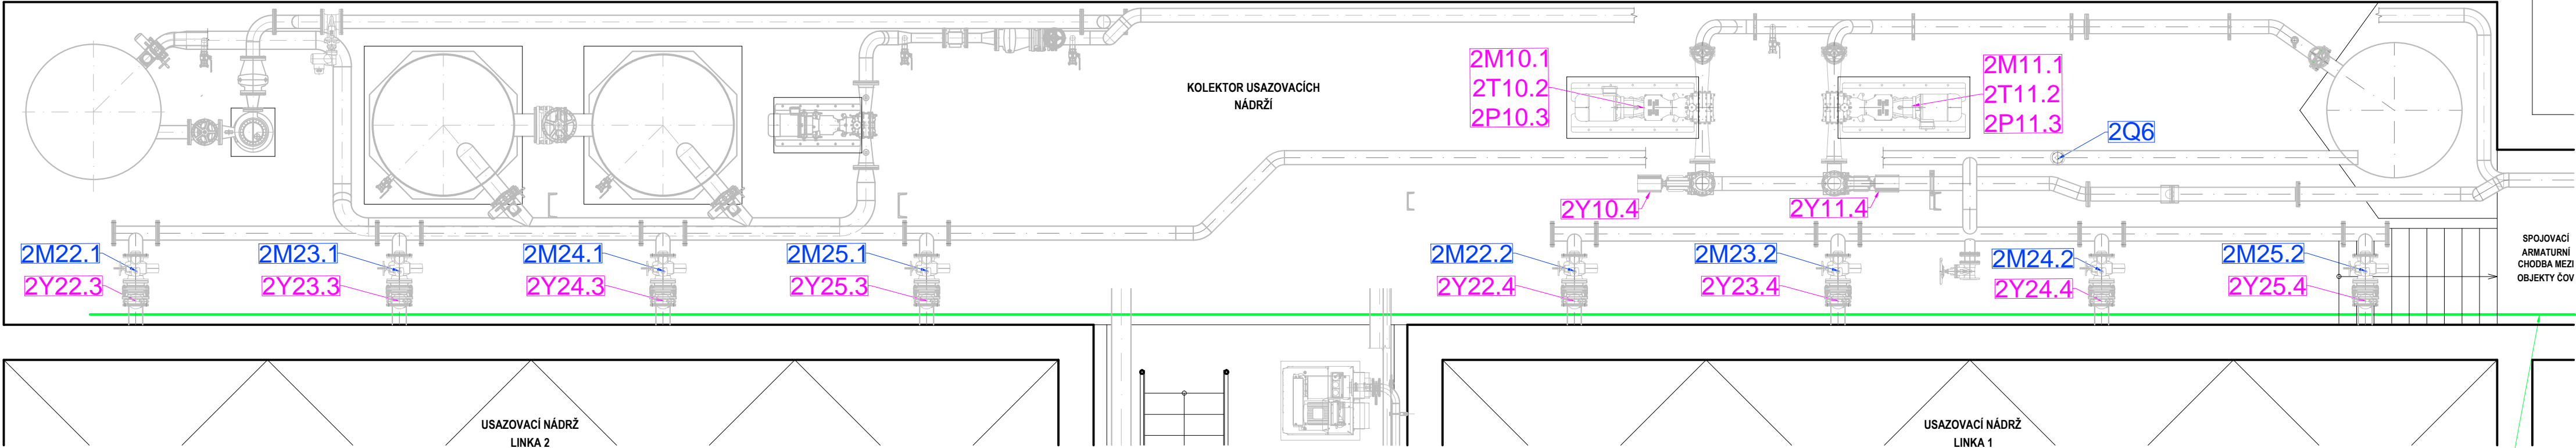 KOLEKTOR USAZOVACÍCH
NÁDRŽÍ
2M10.1
2T10.2
2P10.3
2M11.1
2T11.2
2P11.3
2Q6
2Y10.4
2Y11.4
2M22.1
2Y22.3
2M23.1
2Y23.3
2M24.1
2Y24.3
2M25.1
2Y25.3
2M22.2
2Y22.4
2M23.2
2Y23.4
2M24.2
2Y24.4
2M25.2
2Y25.4
SPOJOVACÍ
ARMATURNÍ
CHODBA MEZI
OBJEKTY ČOV
USAZOVACÍ NÁDRŽ
LINKA 2
USAZOVACÍ NÁDRŽ
LINKA 1